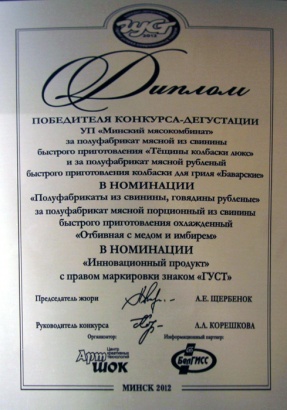 ГУСТ
Диплом
ПОБЕДИТЕЛЯ КОНКУРСА-ДЕГУСТАЦИИ
УП «Минский мясокомбинат»
за полуфабрикат мясной из свинины
быстрого приготовления «Тёщины колбаски люкс»
и за полуфабрикат мясной рубленый
быстрого приготовления колбаски для гриля «Баварские»
В НОМИНАЦИИ
«Полуфабрикаты из свинины, говядины рубленые»
за полуфабрикат мясной порционный из свинины
быстрого приготовления охлажденный
«Отбивная с медом и имбирем»
В НОМИНАЦИИ
«Инновационный продукт»
с правом маркировки знаком «ГУСТ»
Председатель жюри А.Е. ЩЕРБЕНОК
Руководитель конкурса Л.Л. КОРЕШКОВА
Организатор: Информационный партнер:
Арт Шок Центр БелГИСС
МИНСК 2012